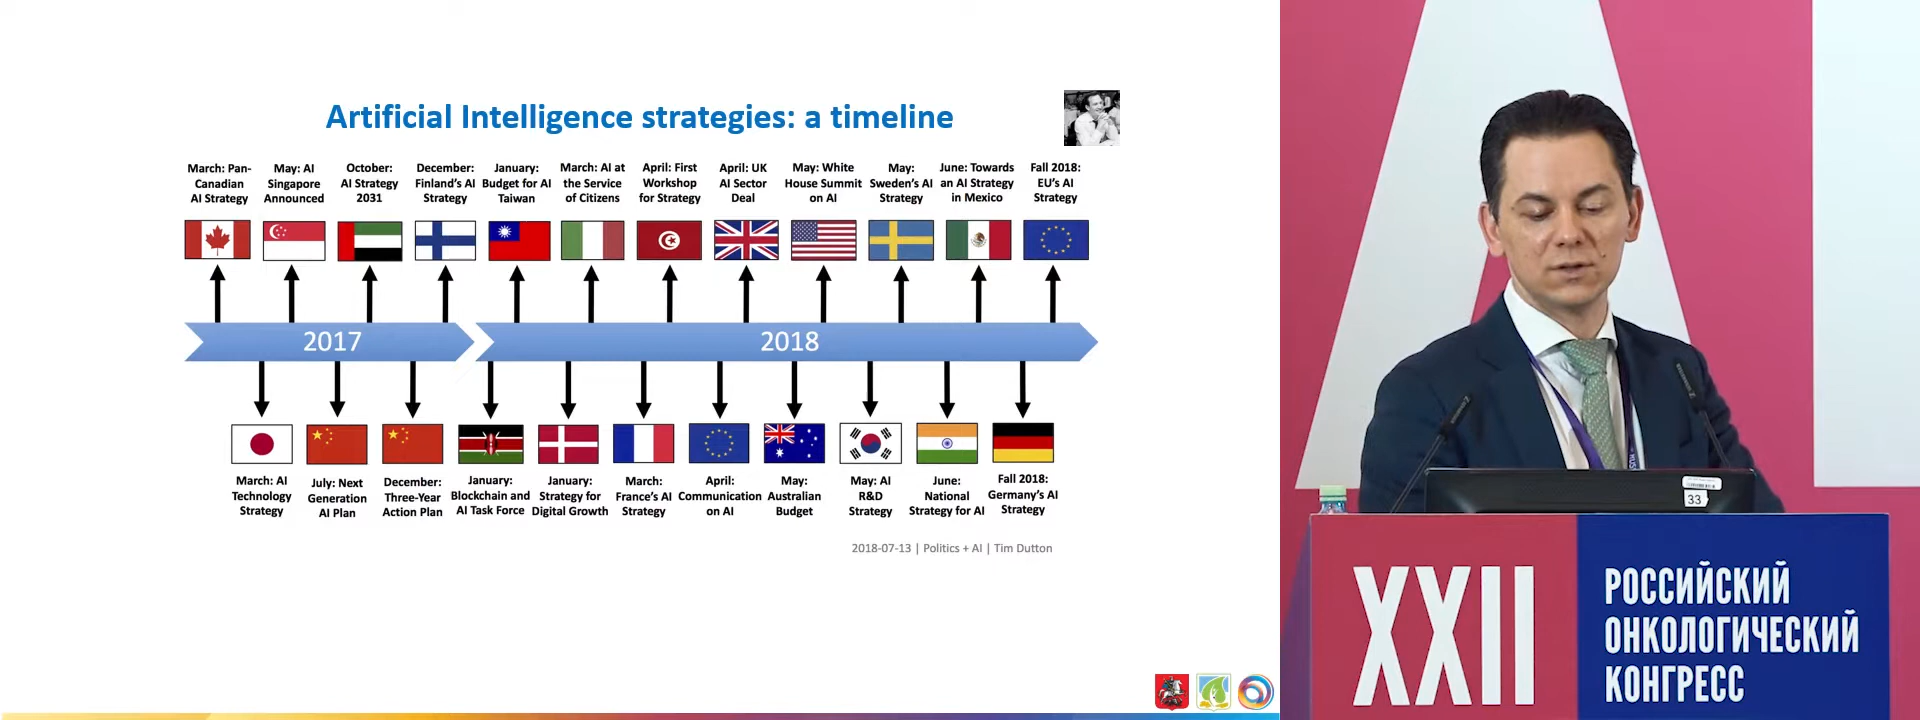 Artificial Intelligence strategies: a timeline
March: Pan-
Canadian
AI Strategy
May: AI
Singapore
Announced
October:
AI Strategy
2031
December:
Finland's AI
Strategy
January:
Budget for AI
Taiwan
March: AI at
the Service
of Citizens
April: First
Workshop
for Strategy
April: UK
AI Sector
Deal
May: White
House Summit
on AI
May:
Sweden's AI
Strategy
June: Towards
an AI Strategy
in Mexico
Fall 2018:
EU's AI
Strategy
2017
2018
March: AI
Technology
Strategy
July: Next
Generation
AI Plan
December:
Three-Year
Action Plan
January:
Blockchain and
AI Task Force
January:
Strategy for
Digital Growth
March:
France's AI
Strategy
April:
Communication
on AI
May:
Australian
Budget
May: AI
R&D
Strategy
June:
National
Strategy for AI
Fall 2018:
Germany's AI
Strategy
2018-07-13 | Politics + AI | Tim Dutton
33
XXII
РОССИЙСКИЙ
ОНКОЛОГИЧЕСКИЙ
КОНГРЕСС